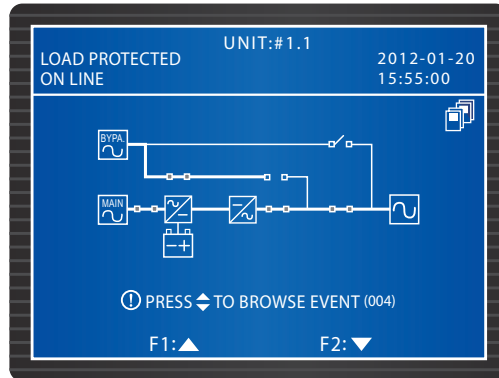 UNIT:#1.1
LOAD PROTECTED
ON LINE
2012-01-20
15:55:00
BYPA.
MAIN
PRESS TO BROWSE EVENT (004)
F1:
F2: